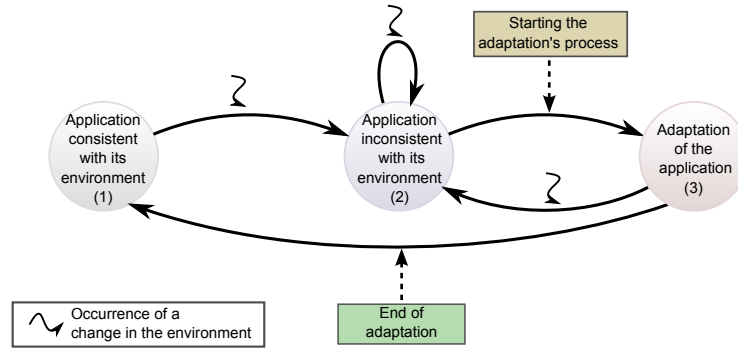 Starting the
adaptation's process
Application
consistent
with its
environment
(1)
Application
inconsistent
with its
environment
(2)
Adaptation
of the
application
(3)
Occurrence of a
change in the environment
End of
adaptation